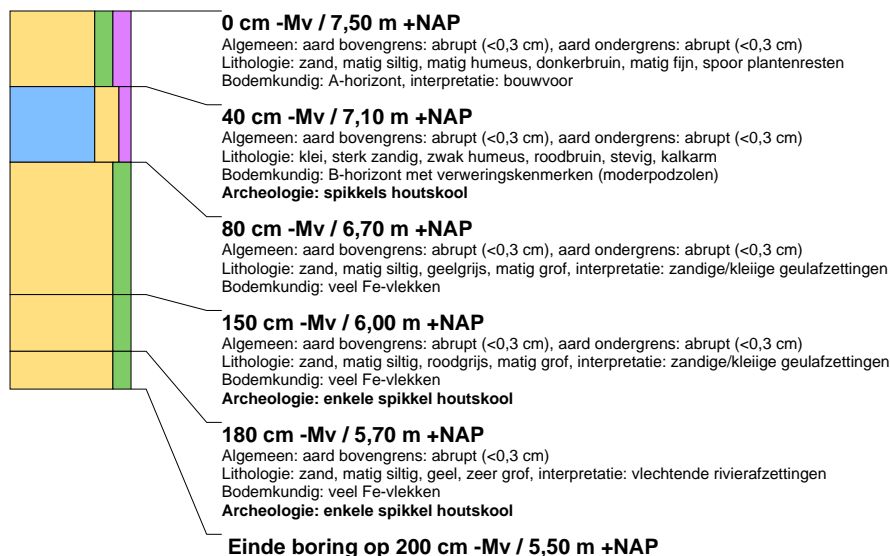 0 cm -Mv / 7,50 m +NAP
Algemeen: aard bovengrens: abrupt (<0,3 cm), aard ondergrens: abrupt (<0,3 cm)
Lithologie: zand, matig siltig, matig humeus, donkerbruin, matig fijn, spoor plantenresten
Bodemkundig: A-horizont, interpretatie: bouwvoor
40 cm -Mv / 7,10 m +NAP
Algemeen: aard bovengrens: abrupt (<0,3 cm), aard ondergrens: abrupt (<0,3 cm)
Lithologie: klei, sterk zandig, zwak humeus, roodbruin, stevig, kalkarm
Bodemkundig: B-horizont met verweringskenmerken (moderpodzolen)
Archeologie: spikkels houtskool
80 cm -Mv / 6,70 m +NAP
Algemeen: aard bovengrens: abrupt (<0,3 cm), aard ondergrens: abrupt (<0,3 cm)
Lithologie: zand, matig siltig, geelgrijs, matig grof, interpretatie: zandige/kleiige geulafzettingen
Bodemkundig: veel Fe-vlekken
150 cm -Mv / 6,00 m +NAP
Algemeen: aard bovengrens: abrupt (<0,3 cm), aard ondergrens: abrupt (<0,3 cm)
Lithologie: zand, matig siltig, roodgrijs, matig grof, interpretatie: zandige/kleiige geulafzettingen
Bodemkundig: veel Fe-vlekken
Archeologie: enkele spikkel houtskool
180 cm -Mv / 5,70 m +NAP
Algemeen: aard bovengrens: abrupt (<0,3 cm)
Lithologie: zand, matig siltig, geel, zeer grof, interpretatie: vlechtende rivierafzettingen
Bodemkundig: veel Fe-vlekken
Archeologie: enkele spikkel houtskool
Einde boring op 200 cm -Mv / 5,50 m +NAP